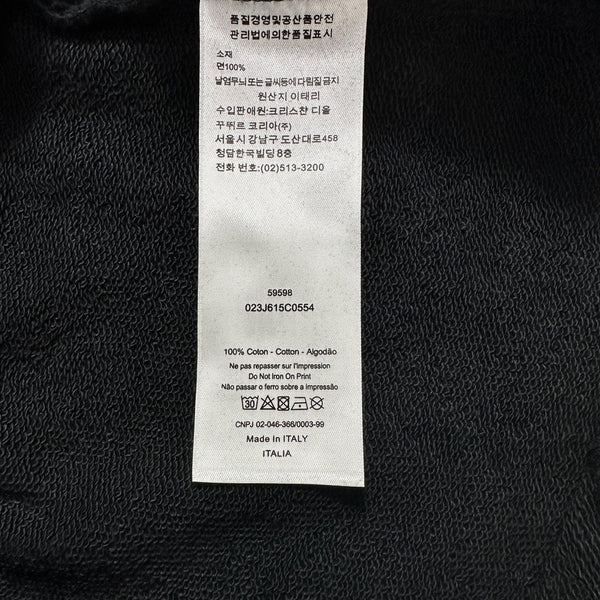 품질경영및공산품안전
관리법에의한품질표시
소재
면100%
날염무늬또는글씨등에다림질금지
원산지 이태리
수입판매원:크리스챤 디올
꾸뛰르 코리아(주)
서울시강남구 도산대로458
청담한국빌딩8층
전화 번호:(02)513-3200
59598
023J615C0554
100% Coton - Cotton - Algodão
Ne pas repasser sur l'impression
Do Not Iron On Print
Não passar o ferro sobre a impressão
30
CNPJ 02-046-366/0003-99
Made In ITALY
ITALIA